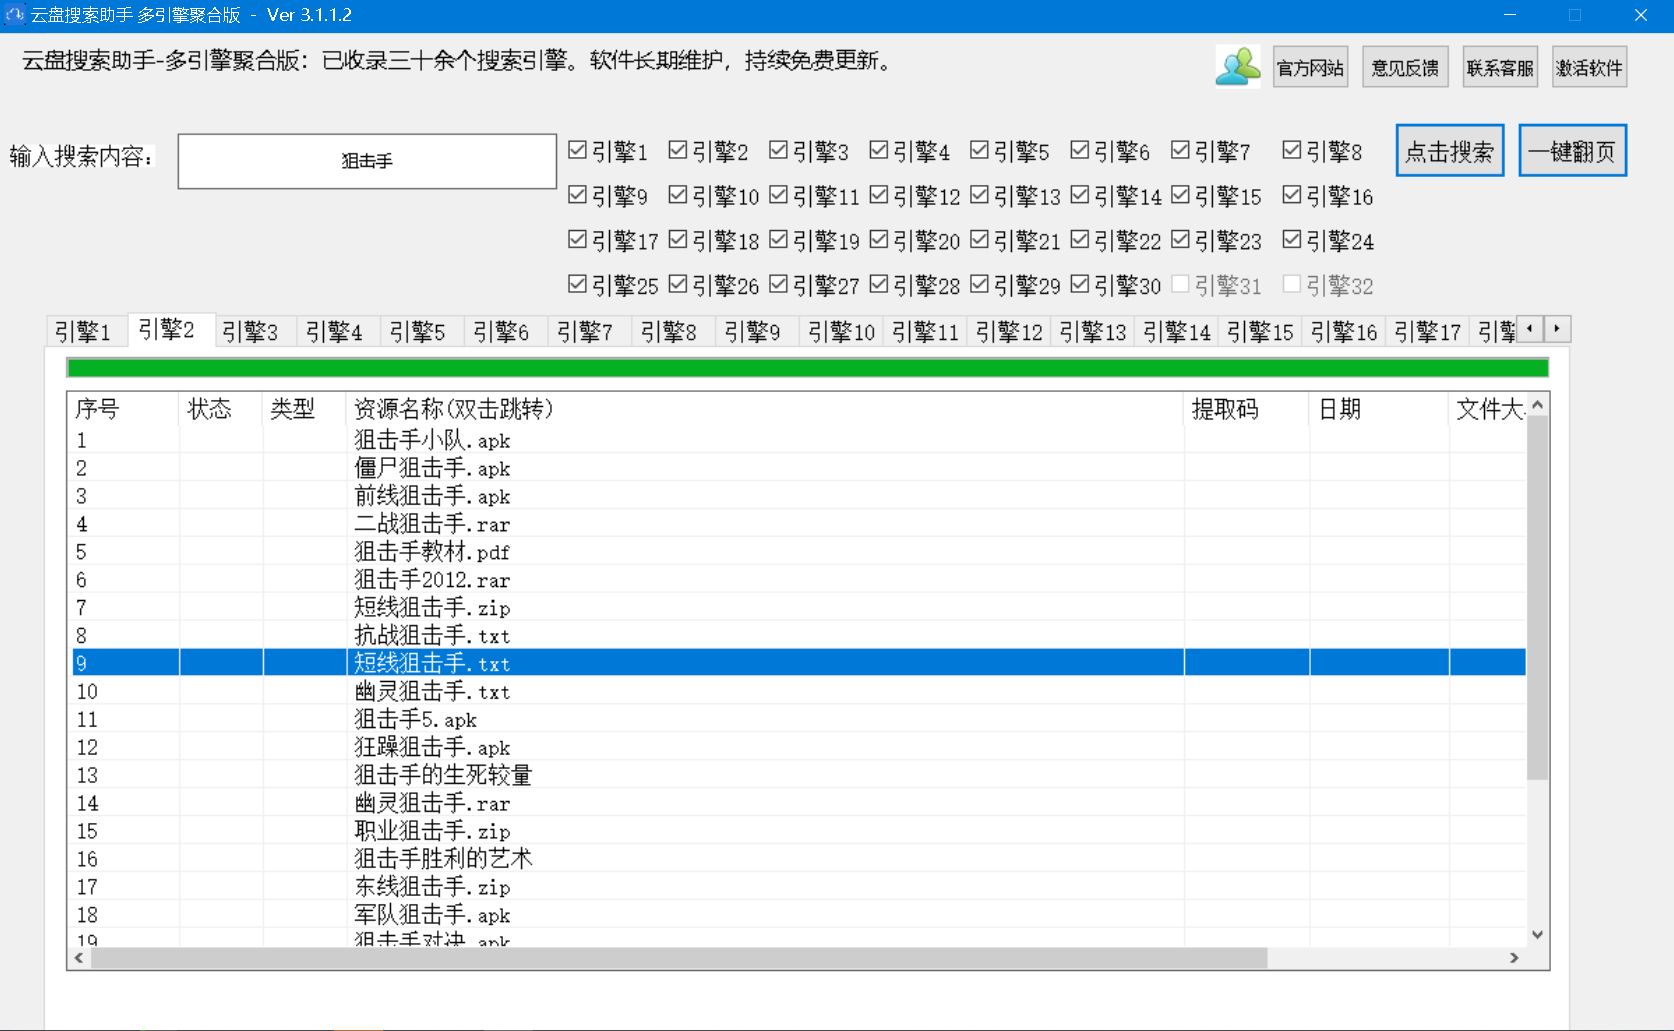 云盘搜索助手 多引擎聚合版 - Ver 3.1.1.2
云盘搜索助手-多引擎聚合版：已收录三十余个搜索引擎。软件长期维护，持续免费更新。
官方网站 意见反馈 联系客服 激活软件
输入搜索内容： 狙击手
引擎1 引擎2 引擎3 引擎4 引擎5 引擎6 引擎7 引擎8
点击搜索 一键翻页
引擎9 引擎10 引擎11 引擎12 引擎13 引擎14 引擎15 引擎16
引擎17 引擎18 引擎19 引擎20 引擎21 引擎22 引擎23 引擎24
引擎25 引擎26 引擎27 引擎28 引擎29 引擎30 引擎31 引擎32
引擎1 引擎2 引擎3 引擎4 引擎5 引擎6 引擎7 引擎8 引擎9 引擎10 引擎11 引擎12 引擎13 引擎14 引擎15 引擎16 引擎17 引擎
序号 状态 类型 资源名称(双击跳转) 提取码 日期 文件大
1 狙击手小队.apk
2 僵尸狙击手.apk
3 前线狙击手.apk
4 二战狙击手.rar
5 狙击手教材.pdf
6 狙击手2012.rar
7 短线狙击手.zip
8 抗战狙击手.txt
9 短线狙击手.txt
10 幽灵狙击手.txt
11 狙击手5.apk
12 狂躁狙击手.apk
13 狙击手的生死较量
14 幽灵狙击手.rar
15 职业狙击手.zip
16 狙击手胜利的艺术
17 东线狙击手.zip
18 军队狙击手.apk
19 狙击手对决.apk